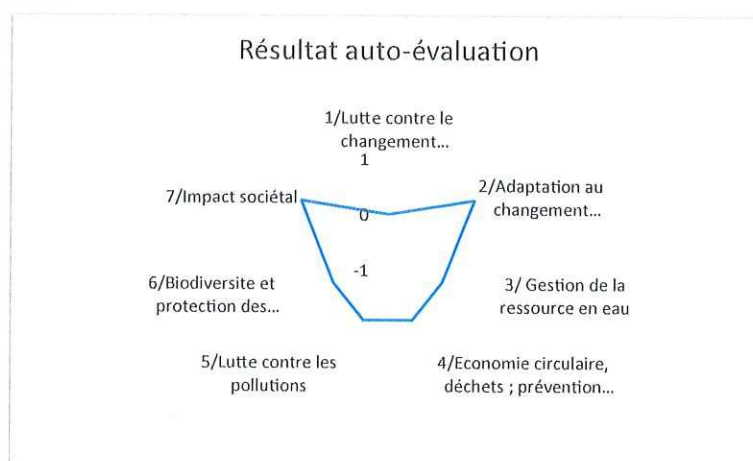 Résultat auto-évaluation
1/Lutte contre le
changement...
1
2/Adaptation au
changement...
7/Impact sociétal
0
-1
3/ Gestion de la
ressource en eau
6/Biodiversite et
protection des...
4/Economie circulaire,
déchets ; prévention...
5/Lutte contre les
pollutions